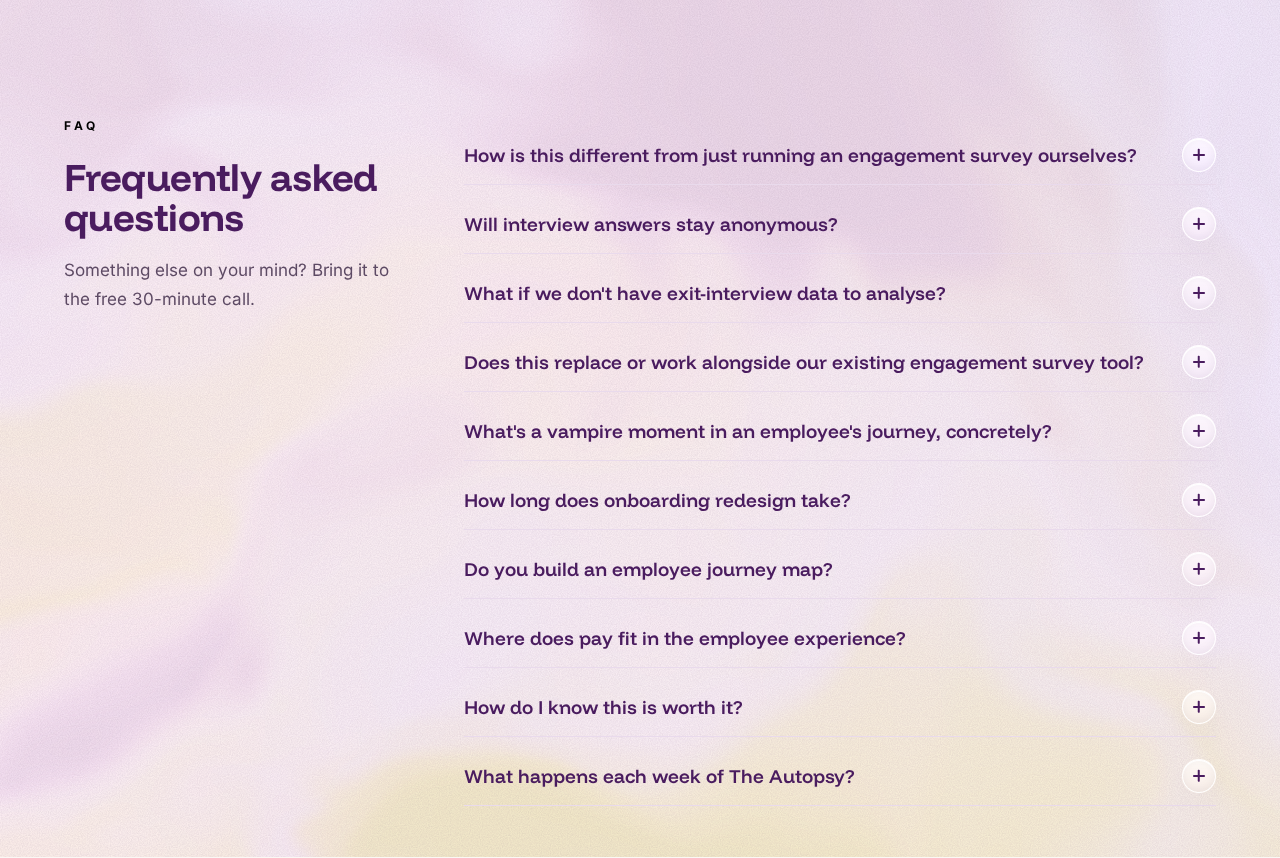 FAQ
Frequently asked
questions
Something else on your mind? Bring it to
the free 30-minute call.
How is this different from just running an engagement survey ourselves?
Will interview answers stay anonymous?
What if we don't have exit-interview data to analyse?
Does this replace or work alongside our existing engagement survey tool?
What's a vampire moment in an employee's journey, concretely?
How long does onboarding redesign take?
Do you build an employee journey map?
Where does pay fit in the employee experience?
How do I know this is worth it?
What happens each week of The Autopsy?